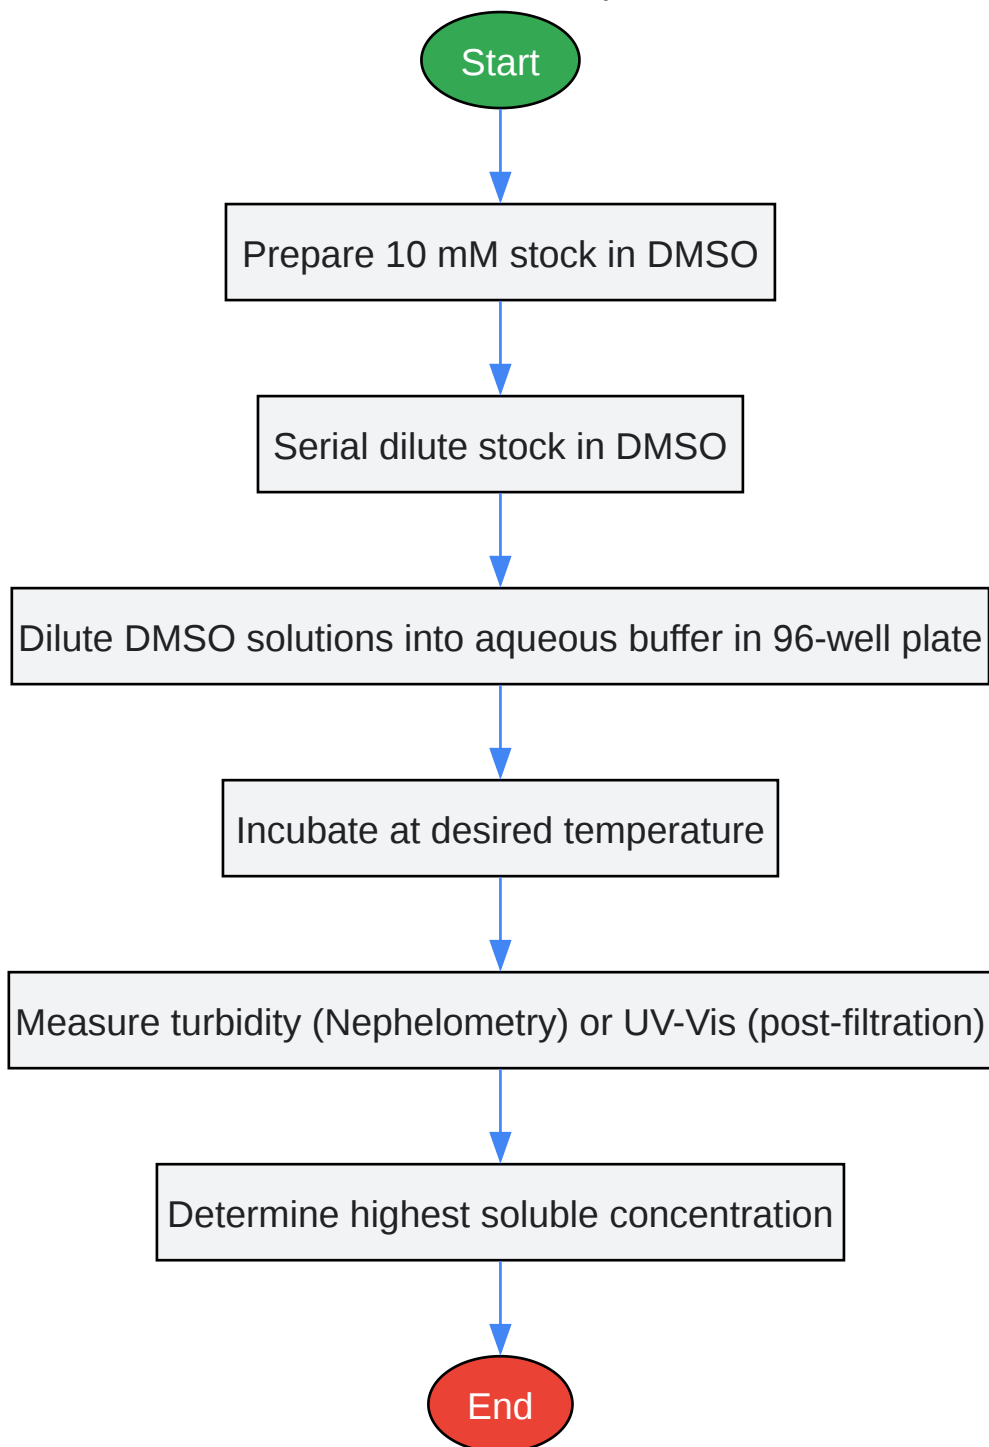 Start
Prepare 10 mM stock in DMSO
Serial dilute stock in DMSO
Dilute DMSO solutions into aqueous buffer in 96-well plate
Incubate at desired temperature
Measure turbidity (Nephelometry) or UV-Vis (post-filtration)
Determine highest soluble concentration
End